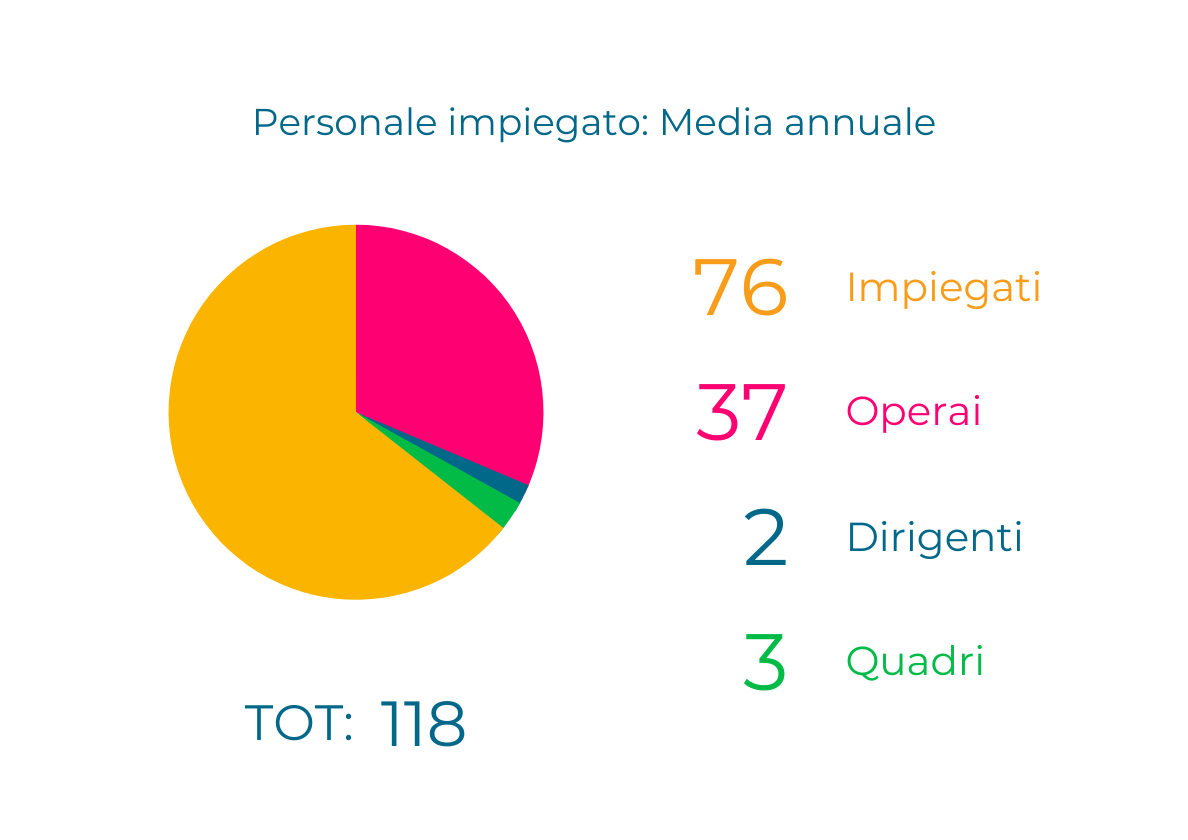 Personale impiegato: Media annuale
76 Impiegati
37 Operai
2 Dirigenti
3 Quadri
TOT: 118